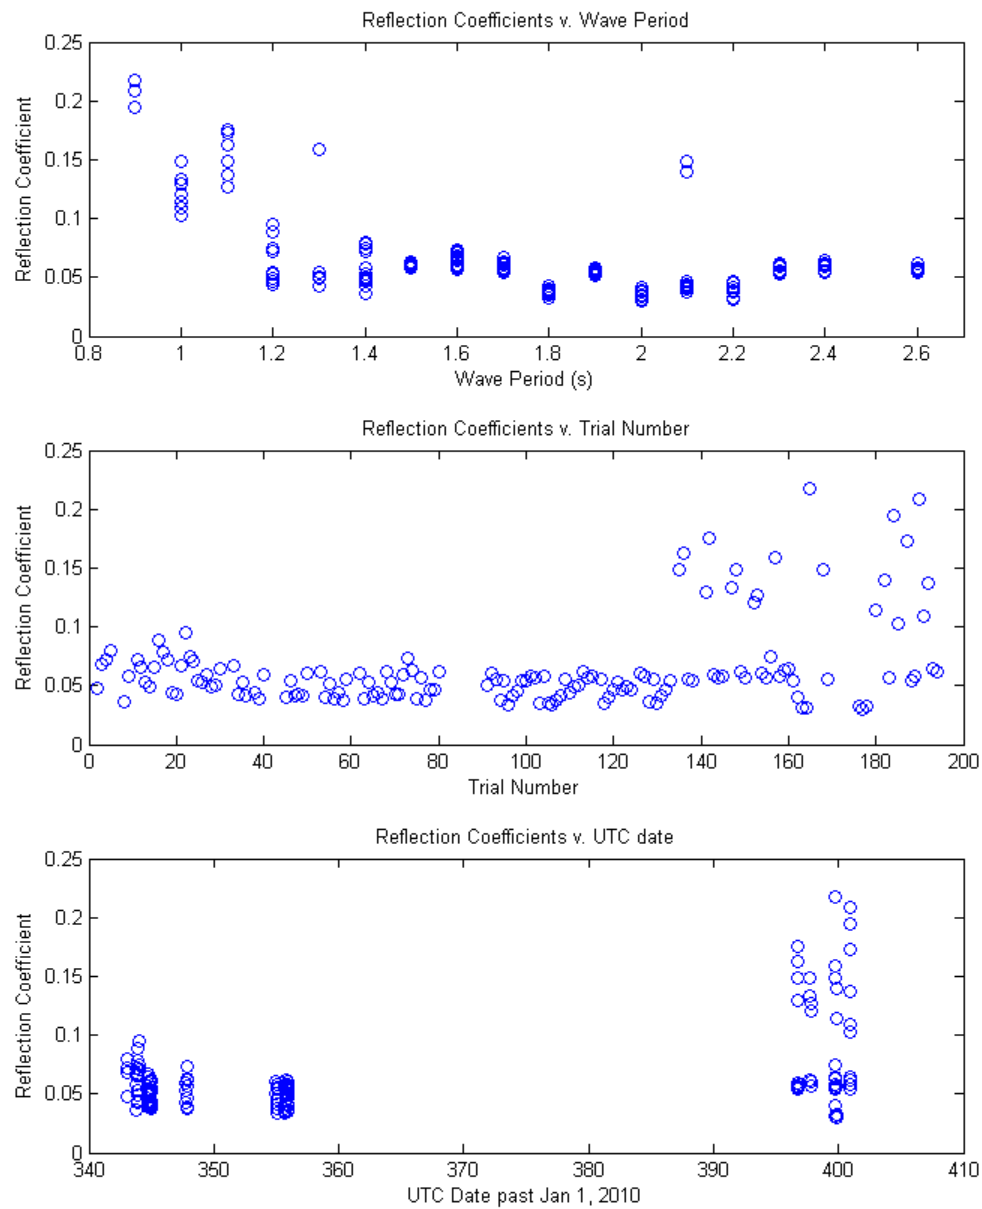 Reflection Coefficients v. Wave Period
0.25
0.2
0.15
0.1
0.05
0
Reflection Coefficient
0.8 1 1.2 1.4 1.6 1.8 2 2.2 2.4 2.6
Wave Period (s)
Reflection Coefficients v. Trial Number
0.25
0.2
0.15
0.1
0.05
0
Reflection Coefficient
0 20 40 60 80 100 120 140 160 180 200
Trial Number
Reflection Coefficients v. UTC date
0.25
0.2
0.15
0.1
0.05
0
Reflection Coefficient
340 350 360 370 380 390 400 410
UTC Date past Jan 1, 2010